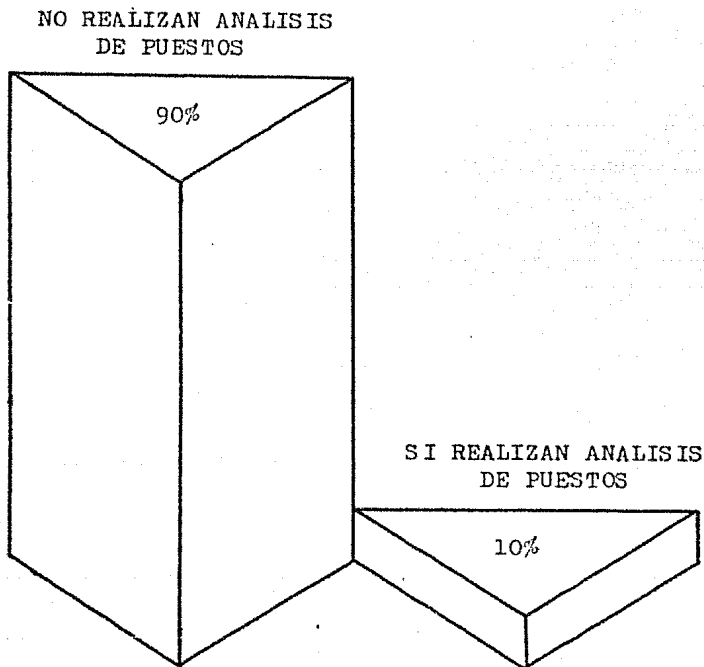 NO REALIZAN ANALISIS
DE PUESTOS
90%
SI REALIZAN ANALISIS
DE PUESTOS
10%